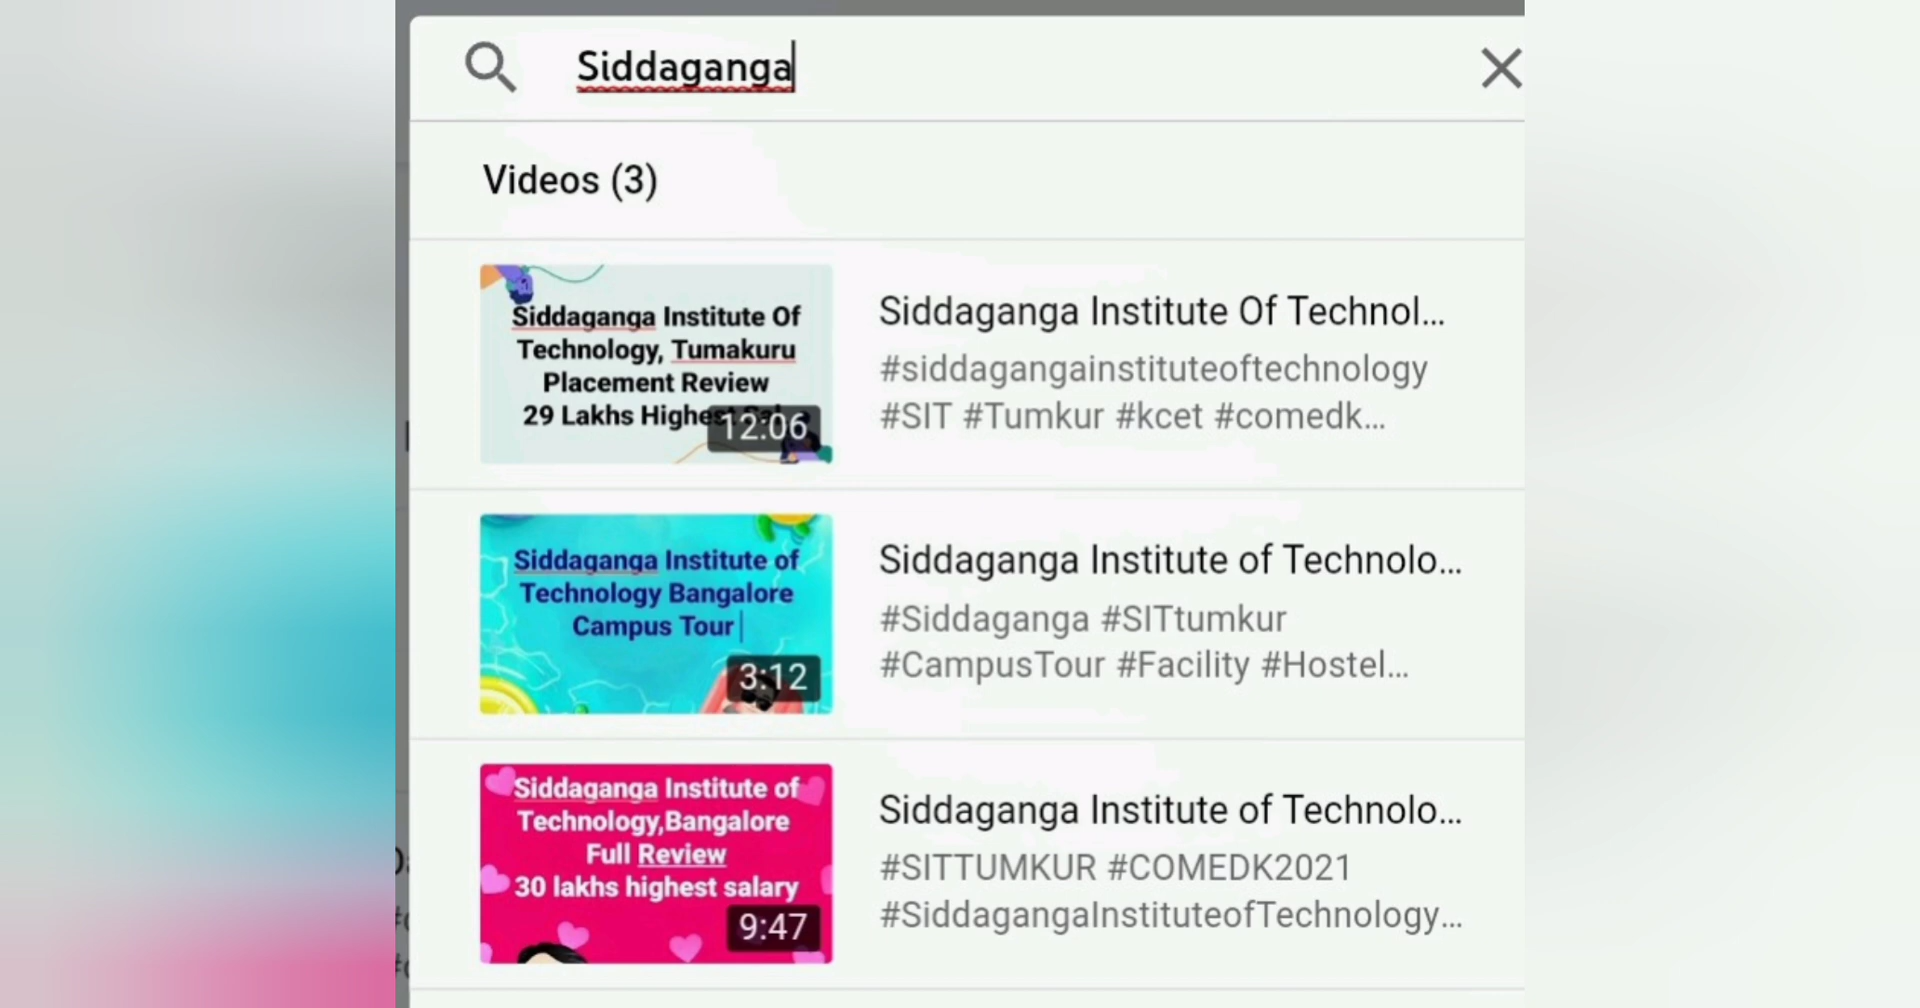 Siddaganga
Videos (3)
Siddaganga Institute Of
Technology, Tumakuru
Placement Review
29 Lakhs Highest
12:06
Siddaganga Institute Of Technol...
#siddagangainstituteoftechnology
#SIT #Tumkur #kcet #comedk...
Siddaganga Institute of
Technology Bangalore
Campus Tour
3:12
Siddaganga Institute of Technolo...
#Siddaganga #SITtumkur
#CampusTour #Facility #Hostel...
Siddaganga Institute of
Technology,Bangalore
Full Review
30 lakhs highest salary
9:47
Siddaganga Institute of Technolo...
#SITTUMKUR #COMEDK2021
#SiddagangaInstituteofTechnology...